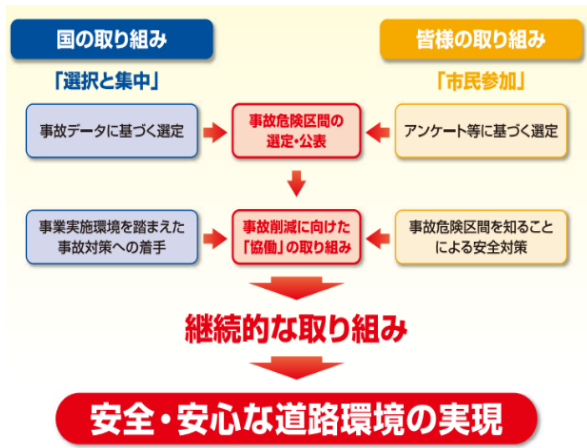 国の取り組み
皆様の取り組み
「選択と集中」
「市民参加」
事故データに基づく選定
事故危険区間の
選定・公表
アンケート等に基づく選定
事業実施環境を踏まえた
事故対策への着手
事故削減に向けた
「協働」の取り組み
事故危険区間を知ること
による安全対策
継続的な取り組み
安全・安心な道路環境の実現